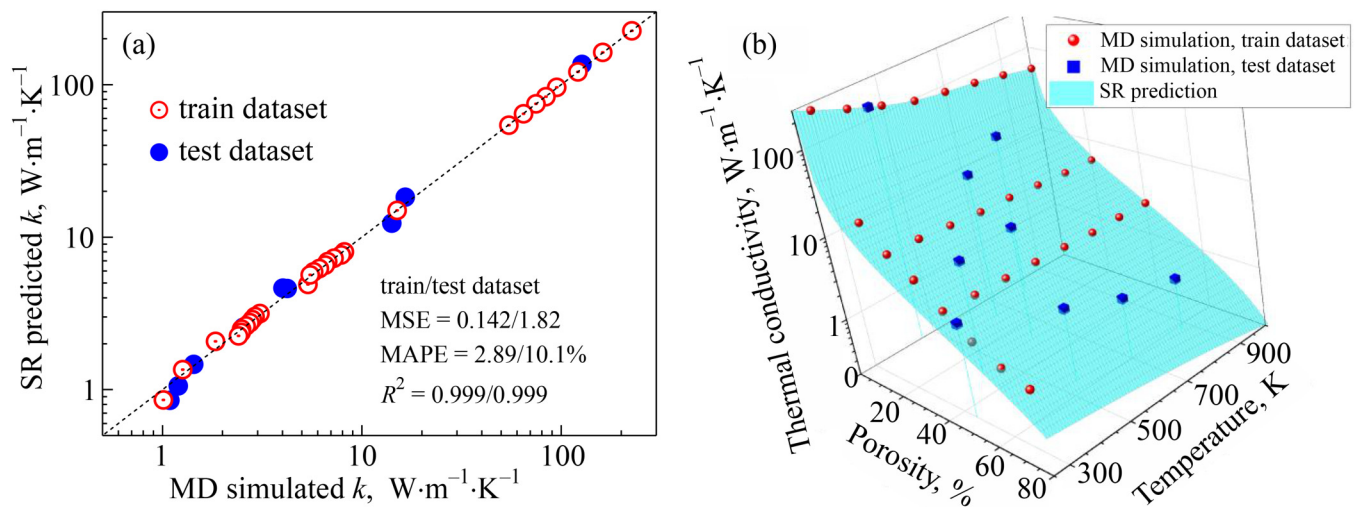 (a)
100
10
1
SR predicted k, W·m⁻¹·K⁻¹
train dataset
test dataset
train/test dataset
MSE = 0.142/1.82
MAPE = 2.89/10.1%
R² = 0.999/0.999
1
10
100
MD simulated k, W·m⁻¹·K⁻¹
(b)
MD simulation, train dataset
MD simulation, test dataset
SR prediction
Thermal conductivity, W·m⁻¹·K⁻¹
100
10
1
0
20
40
60
80
Porosity, %
300
500
700
900
Temperature, K